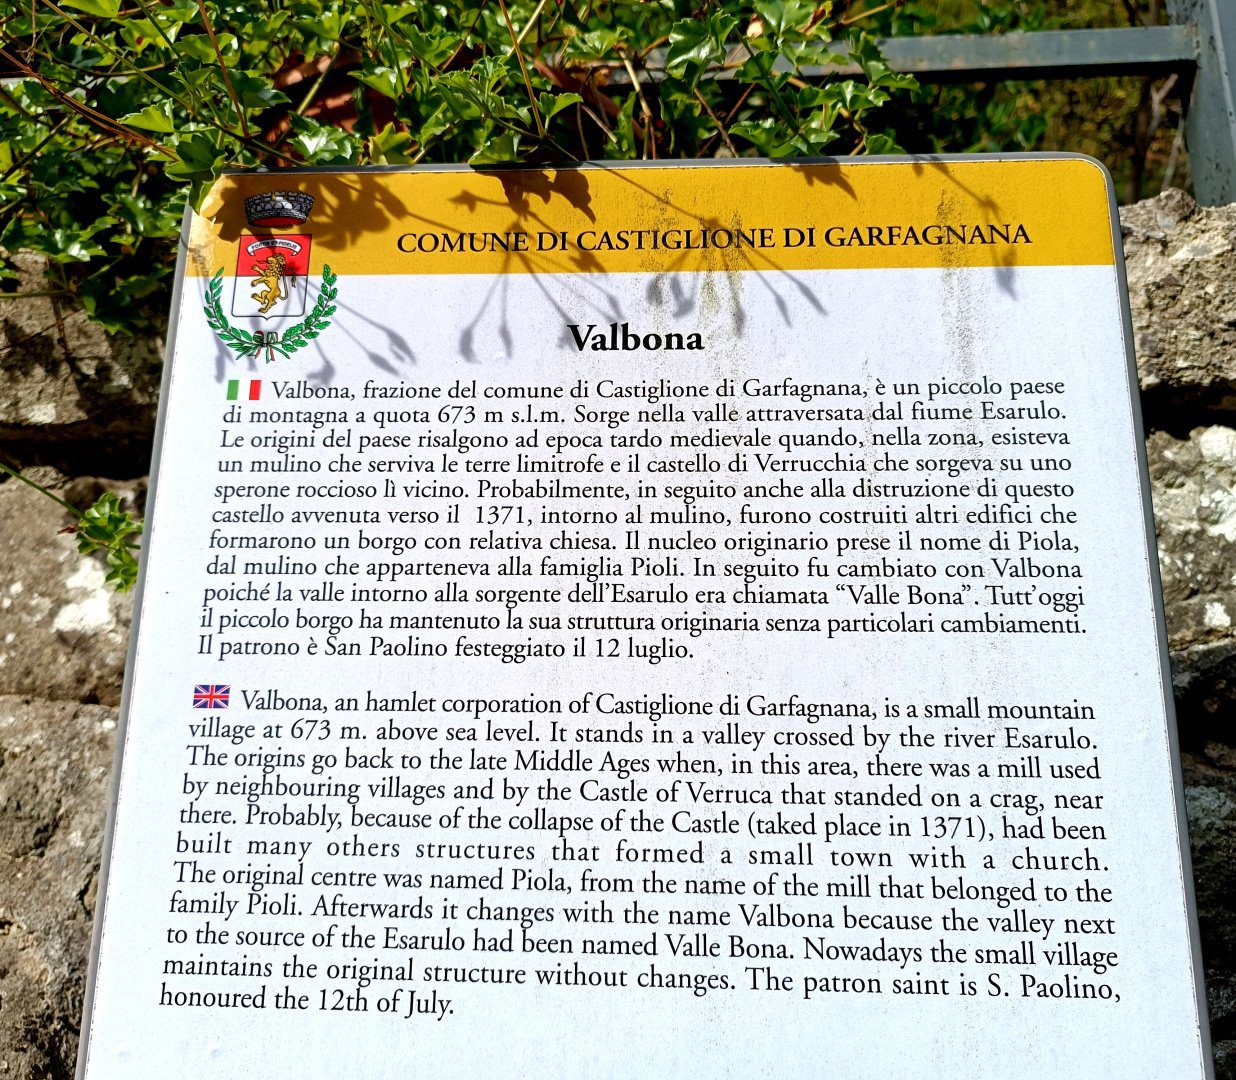 COMUNE DI CASTIGLIONE DI GARFAGNANA
Valbona
Valbona, frazione del comune di Castiglione di Garfagnana, è un piccolo paese
di montagna a quota 673 m s.l.m. Sorge nella valle attraversata dal fiume Esarulo.
Le origini del paese risalgono ad epoca tardo medievale quando, nella zona, esisteva
un mulino che serviva le terre limitrofe e il castello di Verrucchia che sorgeva su uno
sperone roccioso lì vicino. Probabilmente, in seguito anche alla distruzione di questo
castello avvenuta verso il 1371, intorno al mulino, furono costruiti altri edifici che
formarono un borgo con relativa chiesa. Il nucleo originario prese il nome di Piola,
dal mulino che apparteneva alla famiglia Pioli. In seguito fu cambiato con Valbona
poiché la valle intorno alla sorgente dell'Esarulo era chiamata “Valle Bona”. Tutt'oggi
il piccolo borgo ha mantenuto la sua struttura originaria senza particolari cambiamenti.
Il patrono è San Paolino festeggiato il 12 luglio.
Valbona, an hamlet corporation of Castiglione di Garfagnana, is a small mountain
village at 673 m. above sea level. It stands in a valley crossed by the river Esarulo.
The origins go back to the late Middle Ages when, in this area, there was a mill used
by neighbouring villages and by the Castle of Verruca that standed on a crag, near
there. Probably, because of the collapse of the Castle (taked place in 1371), had been
built many others structures that formed a small town with a church.
The original centre was named Piola, from the name of the mill that belonged to the
family Pioli. Afterwards it changes with the name Valbona because the valley next
to the source of the Esarulo had been named Valle Bona. Nowadays the small village
maintains the original structure without changes. The patron saint is S. Paolino,
honoured the 12th of July.